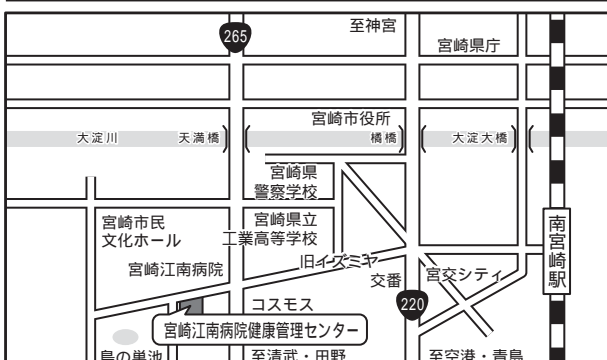 265
至神宮
宮崎県庁
宮崎市役所
大淀川
天満橋
橘橋
大淀大橋
宮崎県
警察学校
宮崎市民
文化ホール
宮崎県立
工業高等学校
南宮崎駅
宮崎江南病院
旧イズミヤ
交番
宮交シティ
コスモス
220
宮崎江南病院健康管理センター
鳥の巣池
至清武・田野
至空港・青島